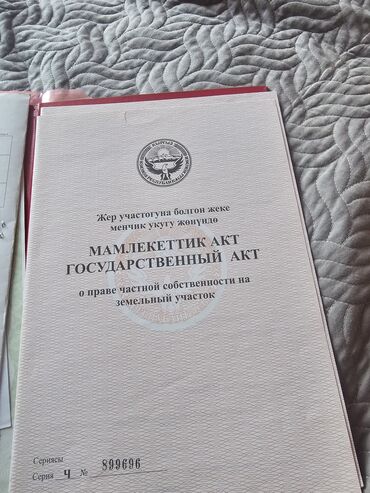 Жер участогуна болгон жеке
менчик укугу жөнүндө
МАМЛЕКЕТТИК АКТ
ГОСУДАРСТВЕННЫЙ АКТ
о праве частной собственности на
земельный участок
Сериясы
Серия Ч № 899696